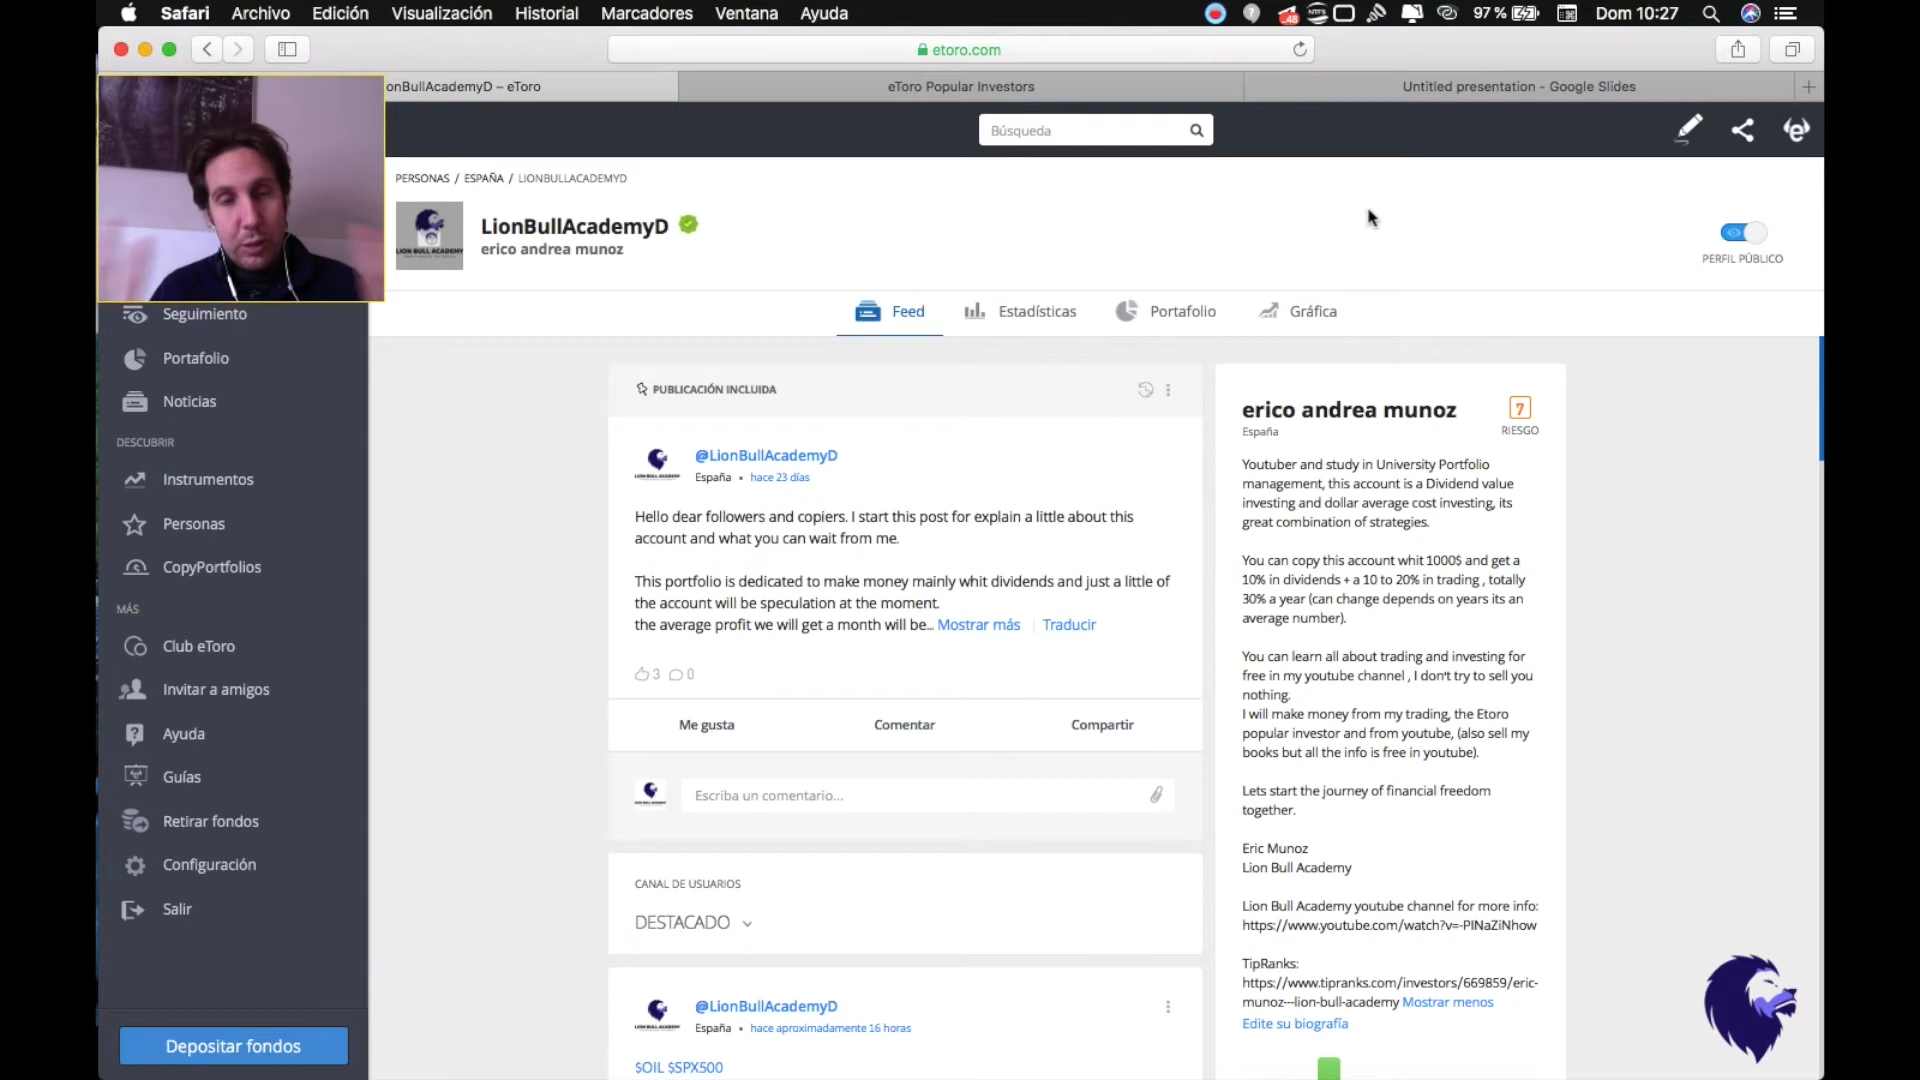 Safari Archivo Edición Visualización Historial Marcadores Ventana Ayuda 97 % Dom 10:27
etoro.com
onBullAcademyD – eToro eToro Popular Investors Untitled presentation - Google Slides
Búsqueda
PERSONAS / ESPAÑA / LIONBULLACADEMYD
LionBullAcademyD
erico andrea munoz
PERFIL PÚBLICO
Feed Estadísticas Portafolio Gráfica
Seguimiento
Portafolio
Noticias
DESCUBRIR
Instrumentos
Personas
CopyPortfolios
MÁS
Club eToro
Invitar a amigos
Ayuda
Guías
Retirar fondos
Configuración
Salir
Depositar fondos
PUBLICACIÓN INCLUIDA
@LionBullAcademyD
España • hace 23 días
Hello dear followers and copiers. I start this post for explain a little about this
account and what you can wait from me.
This portfolio is dedicated to make money mainly whit dividends and just a little of
the account will be speculation at the moment.
the average profit we will get a month will be... Mostrar más | Traducir
3 0
Me gusta Comentar Compartir
Escriba un comentario...
CANAL DE USUARIOS
DESTACADO
@LionBullAcademyD
España • hace aproximadamente 16 horas
$OIL $SPX500
erico andrea munoz
España
7
RIESGO
Youtuber and study in University Portfolio
management, this account is a Dividend value
investing and dollar average cost investing, its
great combination of strategies.
You can copy this account whit 1000$ and get a
10% in dividends + a 10 to 20% in trading , totally
30% a year (can change depends on years its an
average number).
You can learn all about trading and investing for
free in my youtube channel , I don't try to sell you
nothing.
I will make money from my trading, the Etoro
popular investor and from youtube, (also sell my
books but all the info is free in youtube).
Lets start the journey of financial freedom
together.
Eric Munoz
Lion Bull Academy
Lion Bull Academy youtube channel for more info:
https://www.youtube.com/watch?v=-PINaZiNhow
TipRanks:
https://www.tipranks.com/investors/669859/eric-
munoz---lion-bull-academy Mostrar menos
Edite su biografía